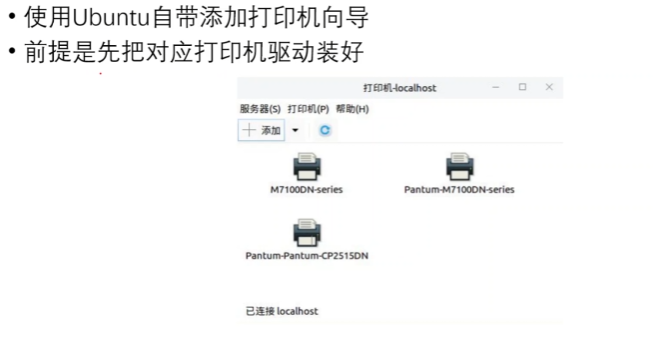 • 使用Ubuntu自带添加打印机向导
• 前提是先把对应打印机驱动装好
打印机-localhost
服务器(S) 打印机(P) 帮助(H)
添加
M7100DN-series Pantum-M7100DN-series
Pantum-Pantum-CP2515DN
已连接 localhost